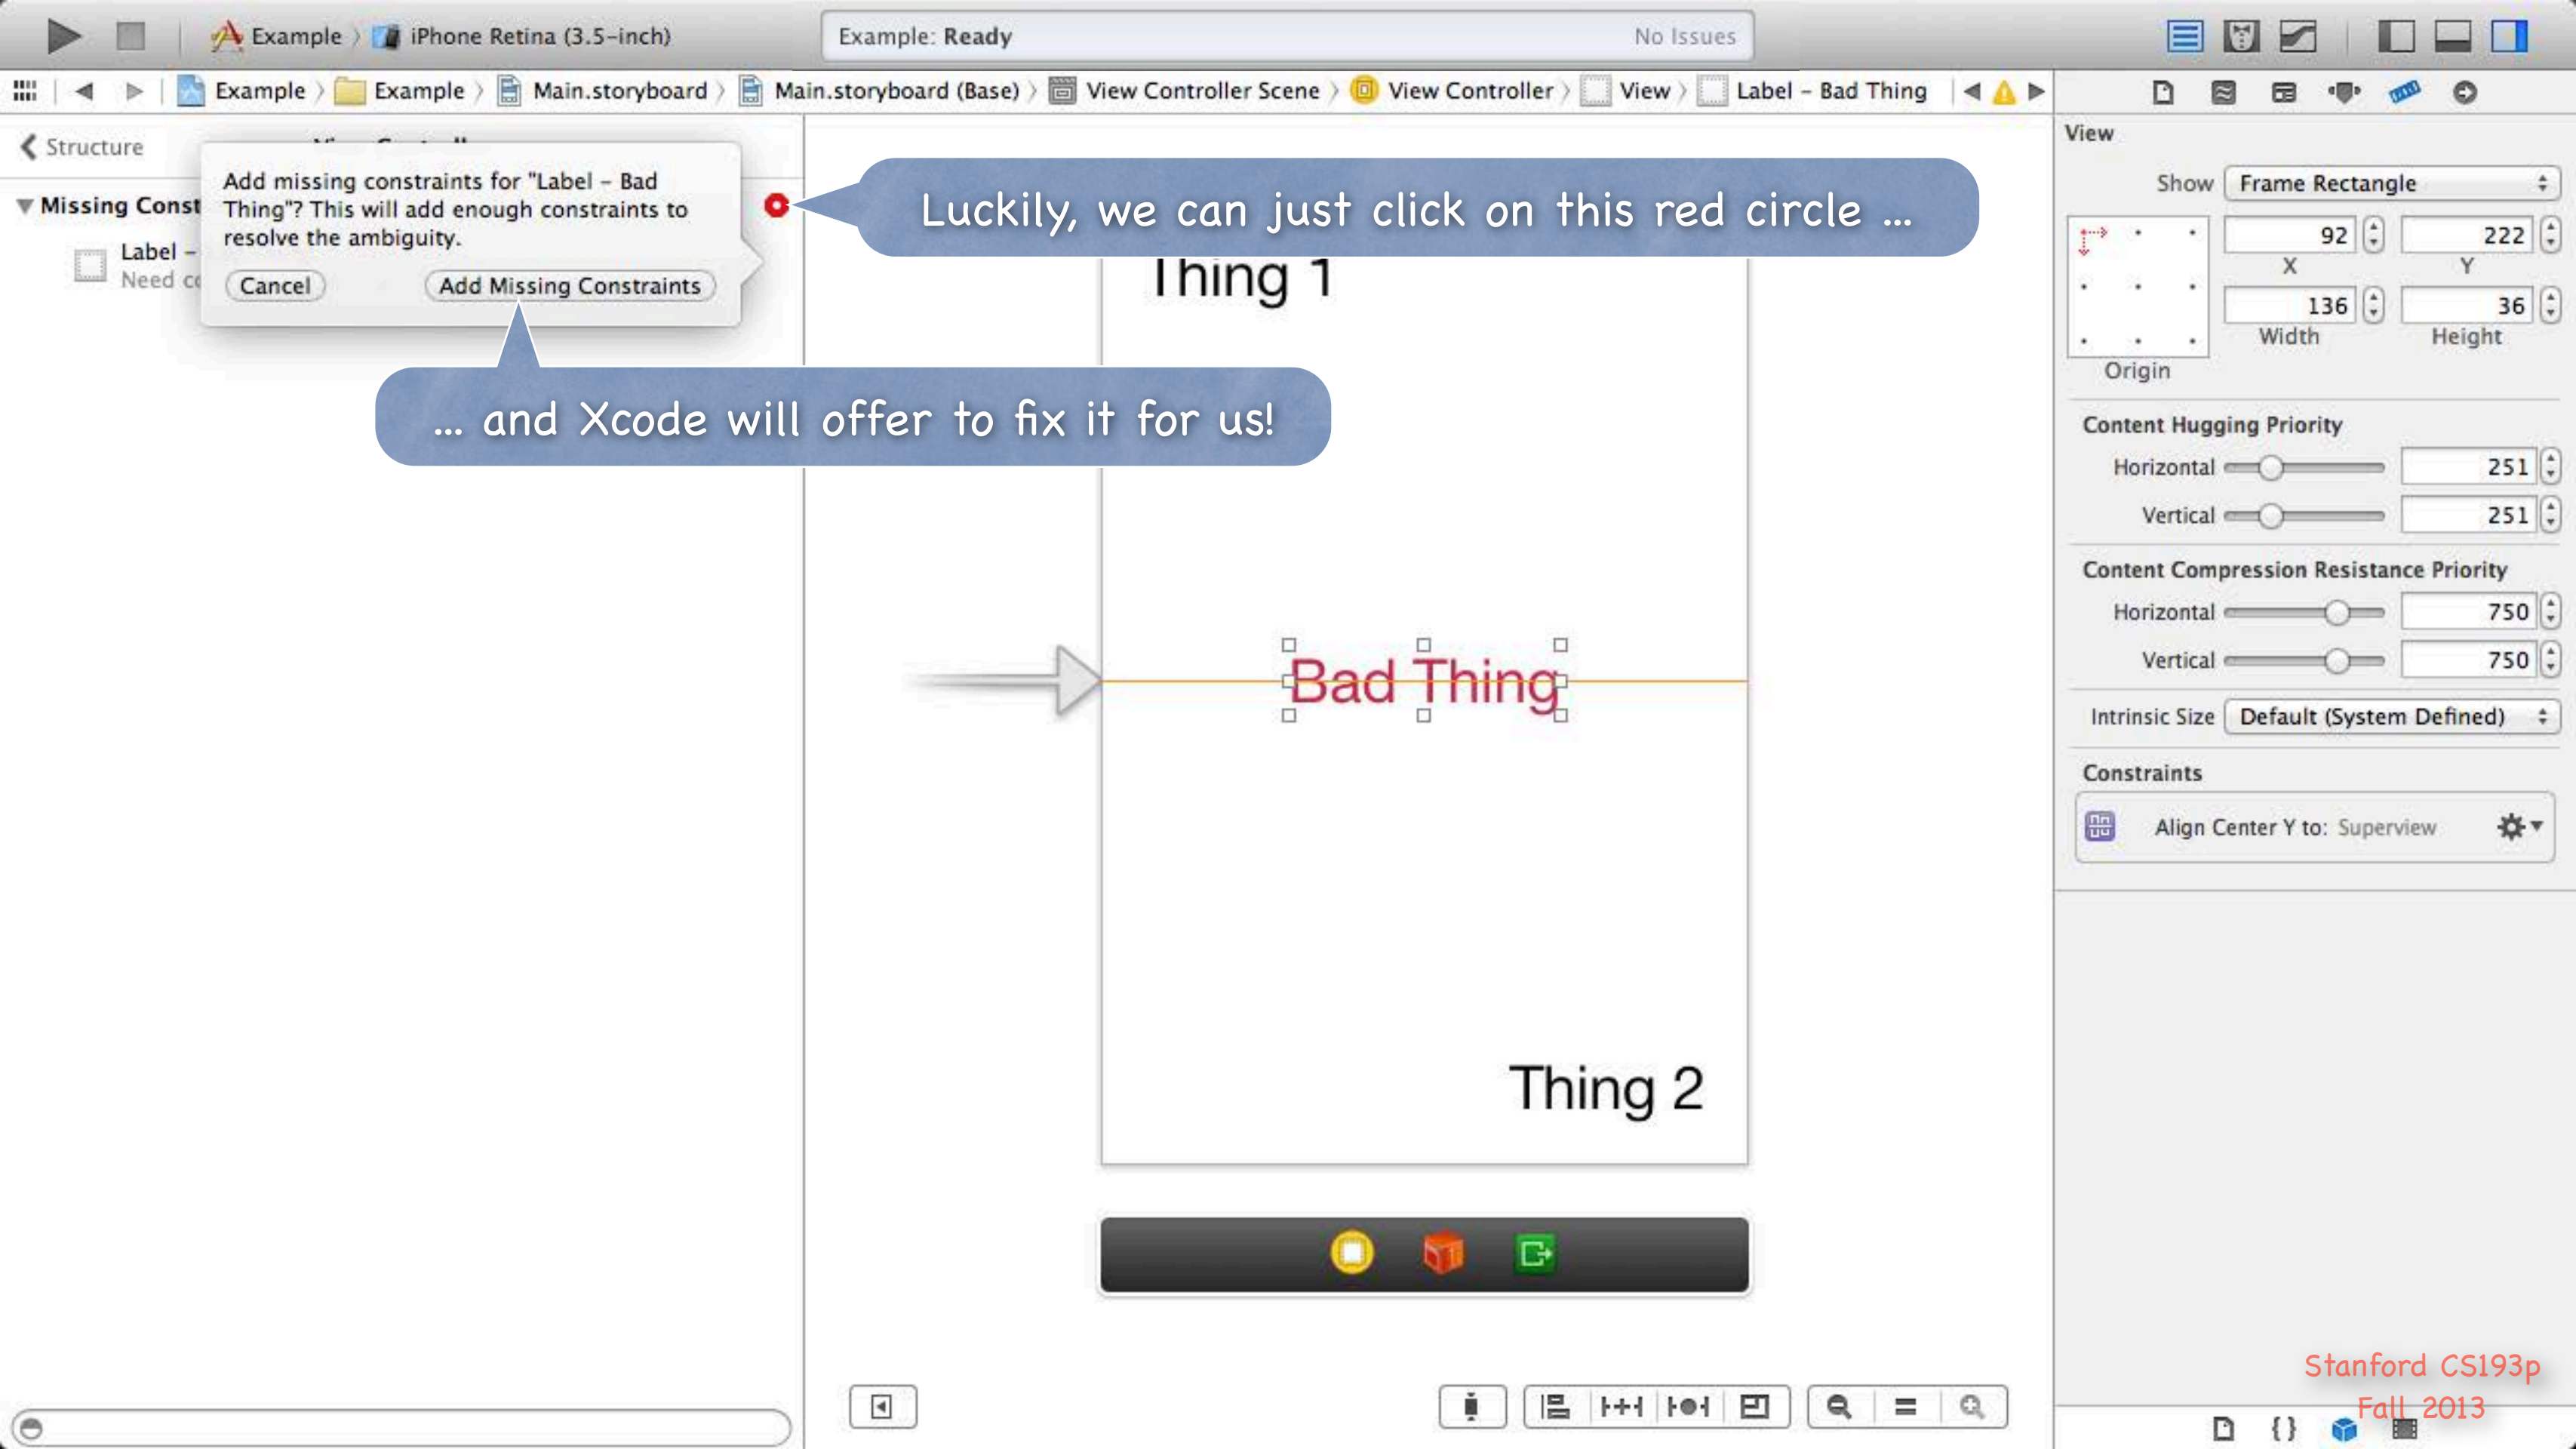 Example iPhone Retina (3.5-inch)
Example: Ready
No Issues
Example Example Main.storyboard Main.storyboard (Base) View Controller Scene View Controller View Label - Bad Thing
Structure
Add missing constraints for "Label - Bad
Thing"? This will add enough constraints to
resolve the ambiguity.
Cancel
Add Missing Constraints
Missing Const
Label -
Need
Luckily, we can just click on this red circle ...
... and Xcode will offer to fix it for us!
Thing 1
Bad Thing
Thing 2
View
Show Frame Rectangle
92 222
X Y
136 36
Width Height
Origin
Content Hugging Priority
Horizontal 251
Vertical 251
Content Compression Resistance Priority
Horizontal 750
Vertical 750
Intrinsic Size Default (System Defined)
Constraints
Align Center Y to: Superview
Stanford CS193p
Fall 2013